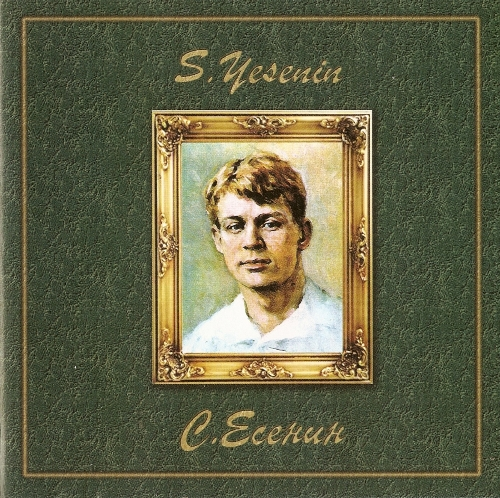 S. Yesenin
С. Есенин